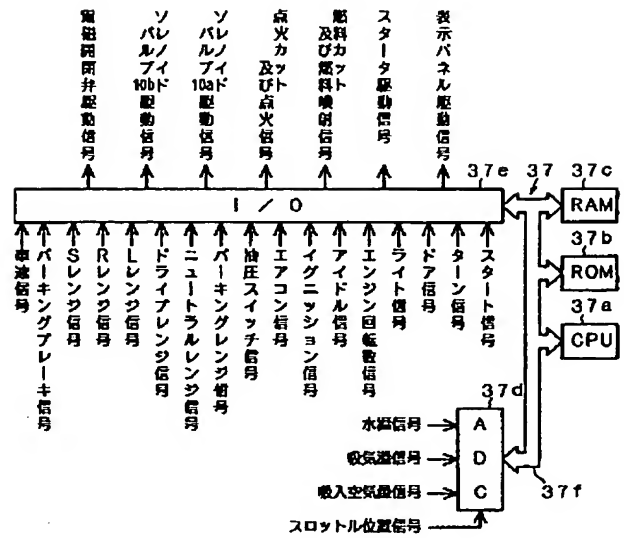 電磁開閉弁駆動信号
ソレノイド
バルブ10b駆動信号
ソレノイド
バルブ10a駆動信号
点火カット
及び点火信号
燃料カット
及び燃料噴射信号
スタータ駆動信号
表示パネル駆動信号
37e
37
37c
I / O
RAM
37b
ROM
37a
CPU
車速信号
パーキングブレーキ信号
Sレンジ信号
Rレンジ信号
Lレンジ信号
ドライブレンジ信号
ニュートラルレンジ信号
パーキングレンジ信号
油圧スイッチ信号
エアコン信号
イグニッション信号
アイドル信号
エンジン回転数信号
ライト信号
ドア信号
ターン信号
スタート信号
37d
水温信号
A
吸気温信号
D
吸入空気量信号
C
37f
スロットル位置信号